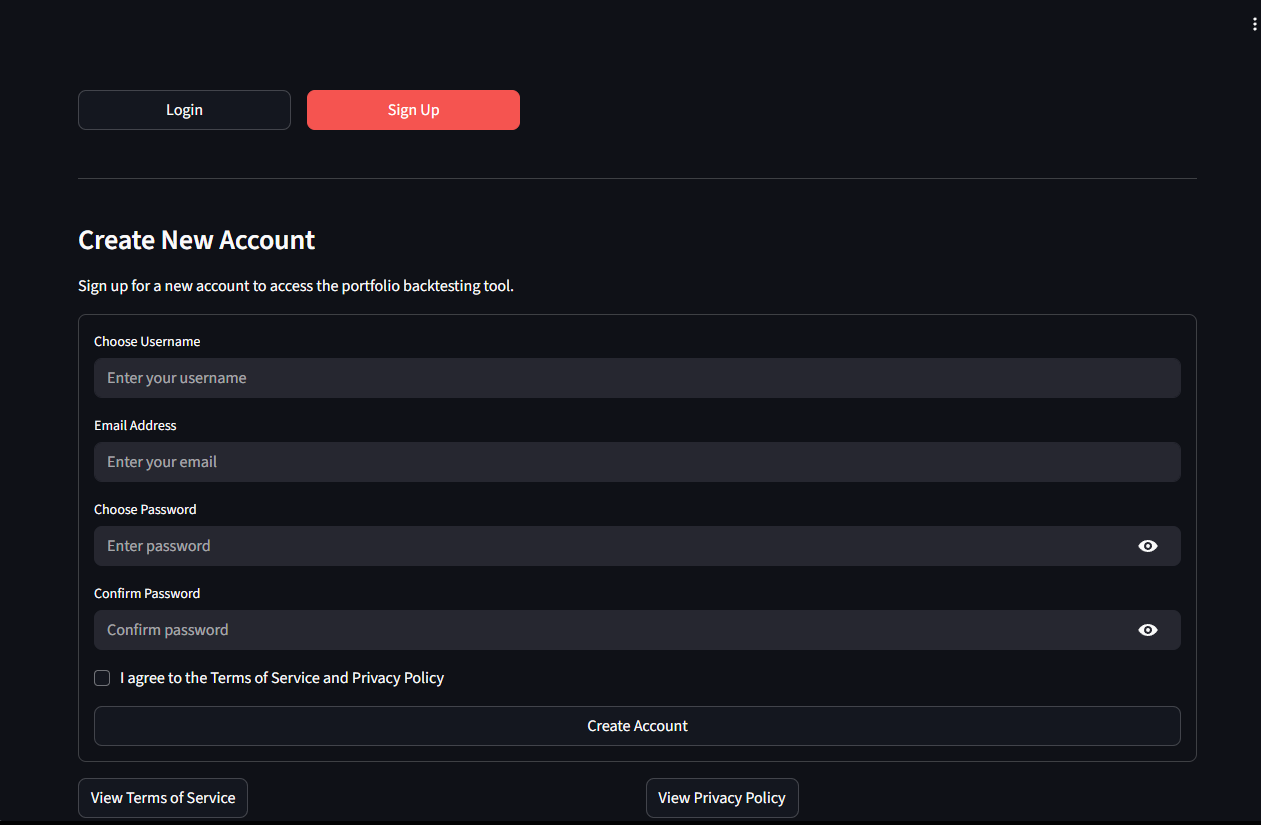 Login
Sign Up
Create New Account
Sign up for a new account to access the portfolio backtesting tool.
Choose Username
Enter your username
Email Address
Enter your email
Choose Password
Enter password
Confirm Password
Confirm password
I agree to the Terms of Service and Privacy Policy
Create Account
View Terms of Service
View Privacy Policy